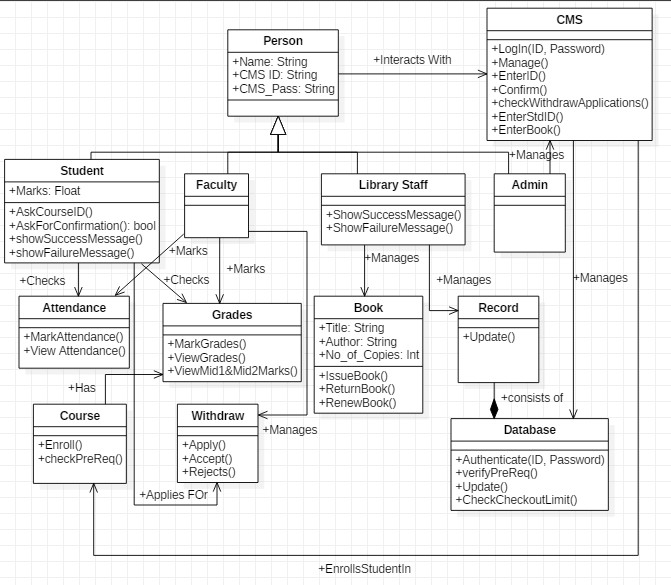 CMS
+LogIn(ID, Password)
+Manage()
+EnterID()
+Confirm()
+checkWithdrawApplications()
+EnterStdID()
+EnterBook()
Person
+Name: String
+CMS ID: String
+CMS_Pass: String
+Interacts With
+Manages
Student
+Marks: Float
+AskCourseID()
+AskForConfirmation(): bool
+showSuccessMessage()
+showFailureMessage()
Faculty
Library Staff
+ShowSuccessMessage()
+ShowFailureMessage()
Admin
+Marks
+Manages
+Checks
+Checks
+Marks
+Manages
+Manages
Attendance
+MarkAttendance()
+View Attendance()
Grades
+MarkGrades()
+ViewGrades()
+ViewMid1&Mid2Marks()
Book
+Title: String
+Author: String
+No_of_Copies: Int
+IssueBook()
+ReturnBook()
+RenewBook()
Record
+Update()
+Has
+consists of
Course
+Enroll()
+checkPreReq()
Withdraw
+Apply()
+Accept()
+Rejects()
+Manages
Database
+Authenticate(ID, Password)
+verifyPreReq()
+Update()
+CheckCheckoutLimit()
+Applies FOr
+EnrollsStudentIn